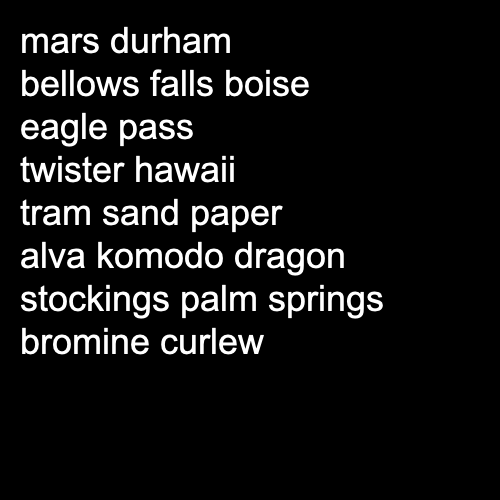 mars durham
bellows falls boise
eagle pass
twister hawaii
tram sand paper
alva komodo dragon
stockings palm springs
bromine curlew